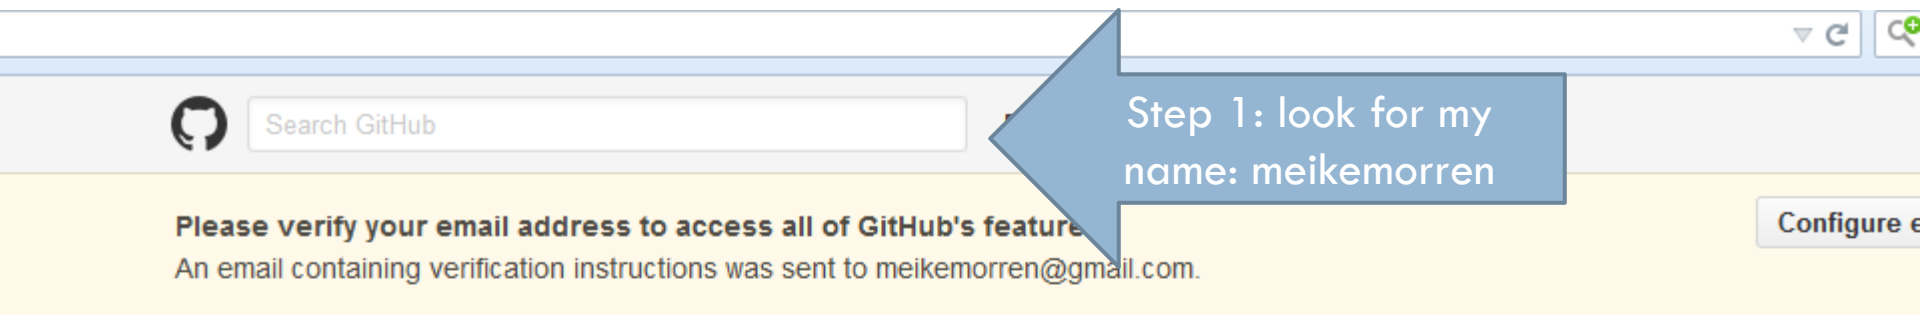 Search GitHub
Step 1: look for my
name: meikemorren
Please verify your email address to access all of GitHub's feature
An email containing verification instructions was sent to meikemorren@gmail.com.
Configure e